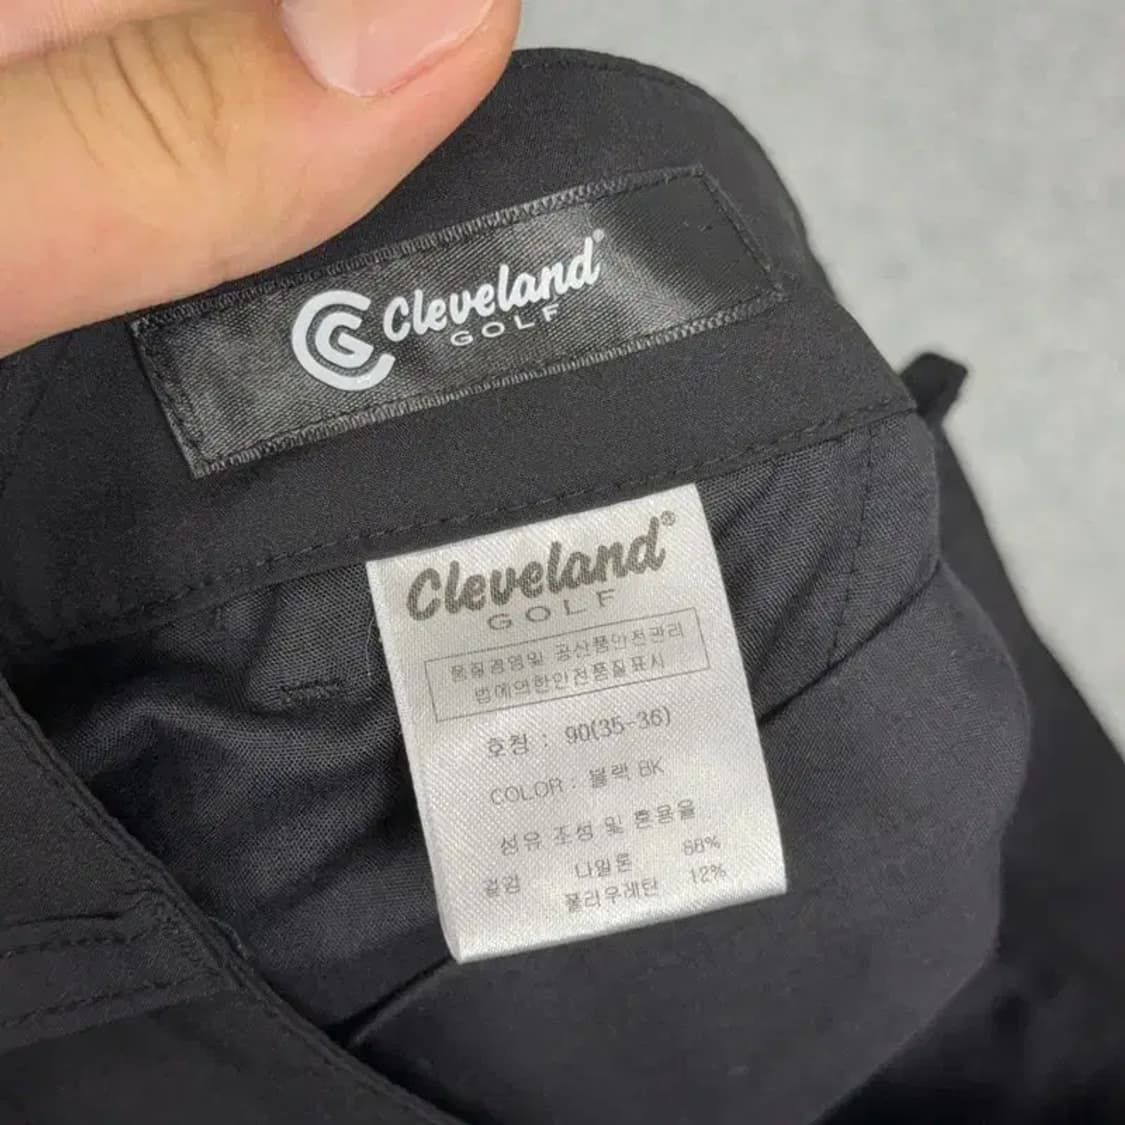 CG Cleveland®
GOLF
Cleveland®
GOLF
품질경영및 공산품안전관리
법에의한안전품질표시
호칭 : 90(35-36)
COLOR : 블랙 BK
섬유 조성 및 혼용율
겉감 나일론 88%
폴리우레탄 12%